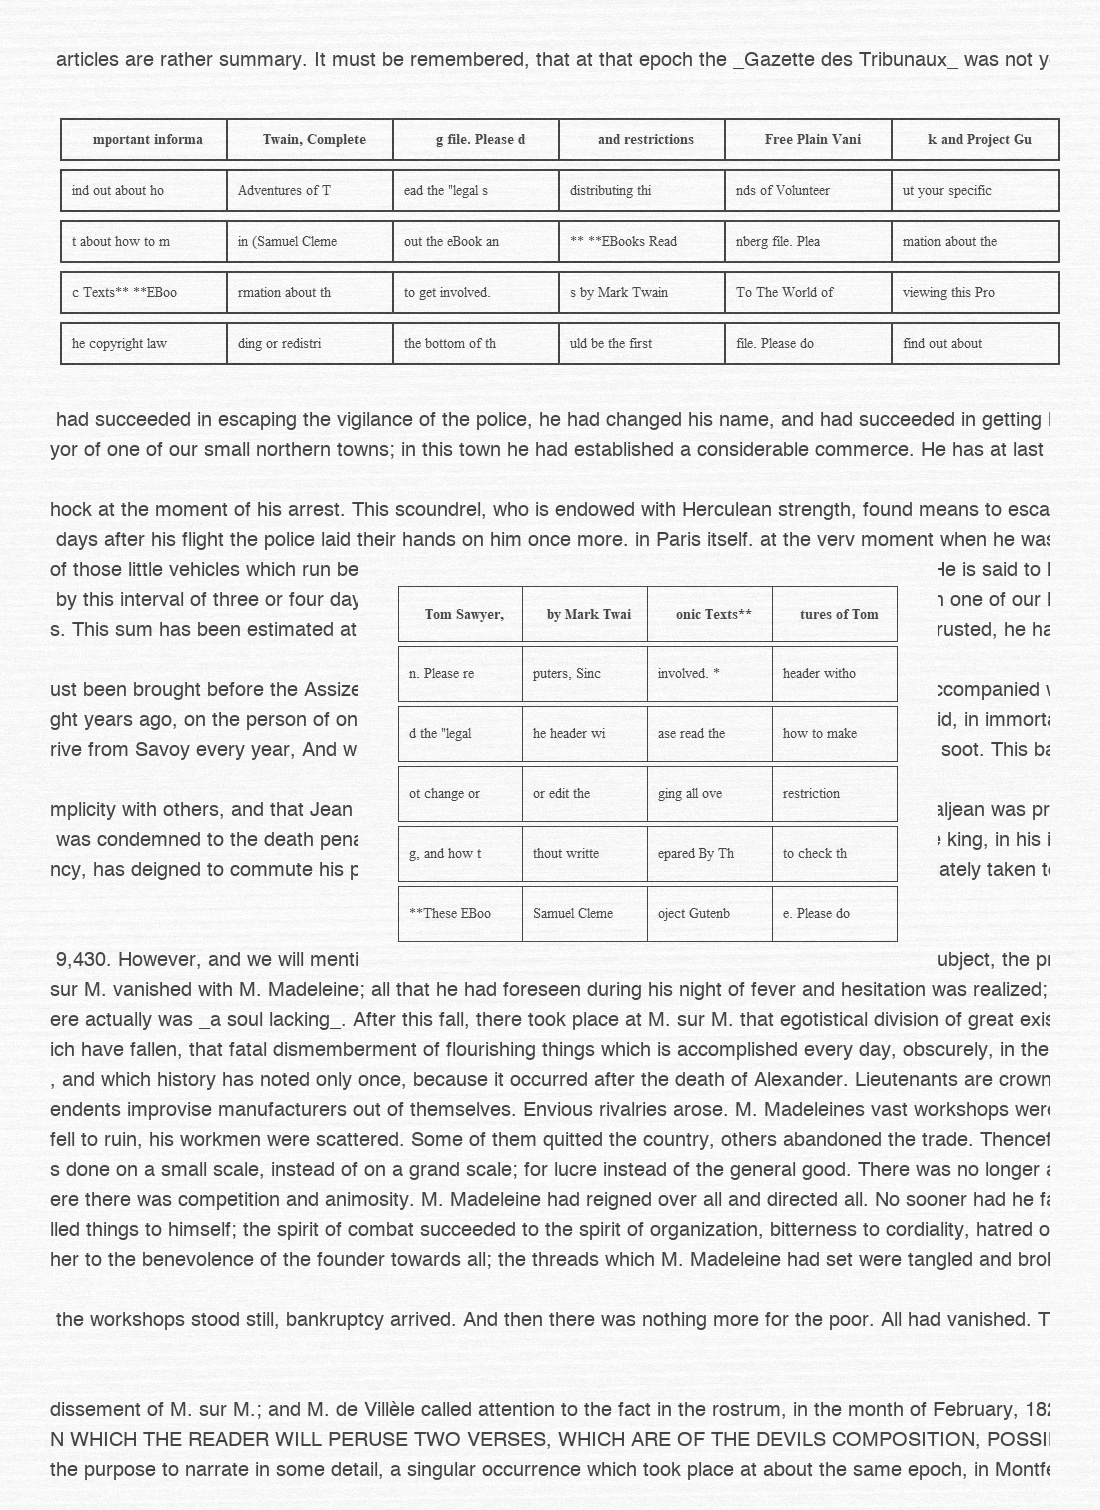 articles are rather summary. It must be remembered, that at that epoch the _Gazette des Tribunaux_ was not
mport­ant informa Twain, Complete g file. Please d and restrictions Free Plain Vani k and Project Gu
ind out about ho Adventures of T ead the "legal s distributing thi nds of Volunteer ut your specific
t about how to m in (Samuel Cleme out the eBook an ** **EBooks Read nberg file. Plea mation about the
c Texts** **EBoo rmation about th to get involved. s by Mark Twain To The World of viewing this Pro
he copyright law ding or redistri the bottom of th uld be the first file. Please do find out about
had succeeded in escaping the vigilance of the police, he had changed his name, and had succeeded in getting
yor of one of our small northern towns; in this town he had established a considerable commerce. He has at last
hock at the moment of his arrest. This scoundrel, who is endowed with Herculean strength, found means to esca
days after his flight the police laid their hands on him once more. in Paris itself. at the very moment when he was
of those little vehicles which run be He is said to
by this interval of three or four day one of our
s. This sum has been estimated at rusted, he ha
ust been brought before the Assize ccompanied
ght years ago, on the person of on id, in immorta
rive from Savoy every year, And w soot. This ba
mplicity with others, and that Jean aljean was pr
was condemned to the death pena king, in his
ncy, has deigned to commute his p ately taken t
Tom Sawyer, by Mark Twai onic Texts** tures of Tom
n. Please re puters, Sinc involved. * header witho
d the "legal he header wi ase read the how to make
ot change or or edit the ging all ove restriction
g, and how t thout writte epared By Th to check th
**These EBoo Samuel Cleme oject Gutenb e. Please do
9,430. However, and we will menti ubject, the pr
sur M. vanished with M. Madeleine; all that he had foreseen during his night of fever and hesitation was realized;
ere actually was _a soul lacking_. After this fall, there took place at M. sur M. that egotistical division of great exis
ich have fallen, that fatal dismemberment of flourishing things which is accomplished every day, obscurely, in the
, and which history has noted only once, because it occurred after the death of Alexander. Lieutenants are crown
endents improvise manufacturers out of themselves. Envious rivalries arose. M. Madeleines vast workshops were
fell to ruin, his workmen were scattered. Some of them quitted the country, others abandoned the trade. Thencef
s done on a small scale, instead of on a grand scale; for lucre instead of the general good. There was no longer a
ere there was competition and animosity. M. Madeleine had reigned over all and directed all. No sooner had he fa
lled things to himself; the spirit of combat succeeded to the spirit of organization, bitterness to cordiality, hatred o
her to the benevolence of the founder towards all; the threads which M. Madeleine had set were tangled and brok
the workshops stood still, bankruptcy arrived. And then there was nothing more for the poor. All had vanished. T
dissement of M. sur M.; and M. de Villèle called attention to the fact in the rostrum, in the month of February, 182
N WHICH THE READER WILL PERUSE TWO VERSES, WHICH ARE OF THE DEVILS COMPOSITION, POSSI
the purpose to narrate in some detail, a singular occurrence which took place at about the same epoch, in Montfe